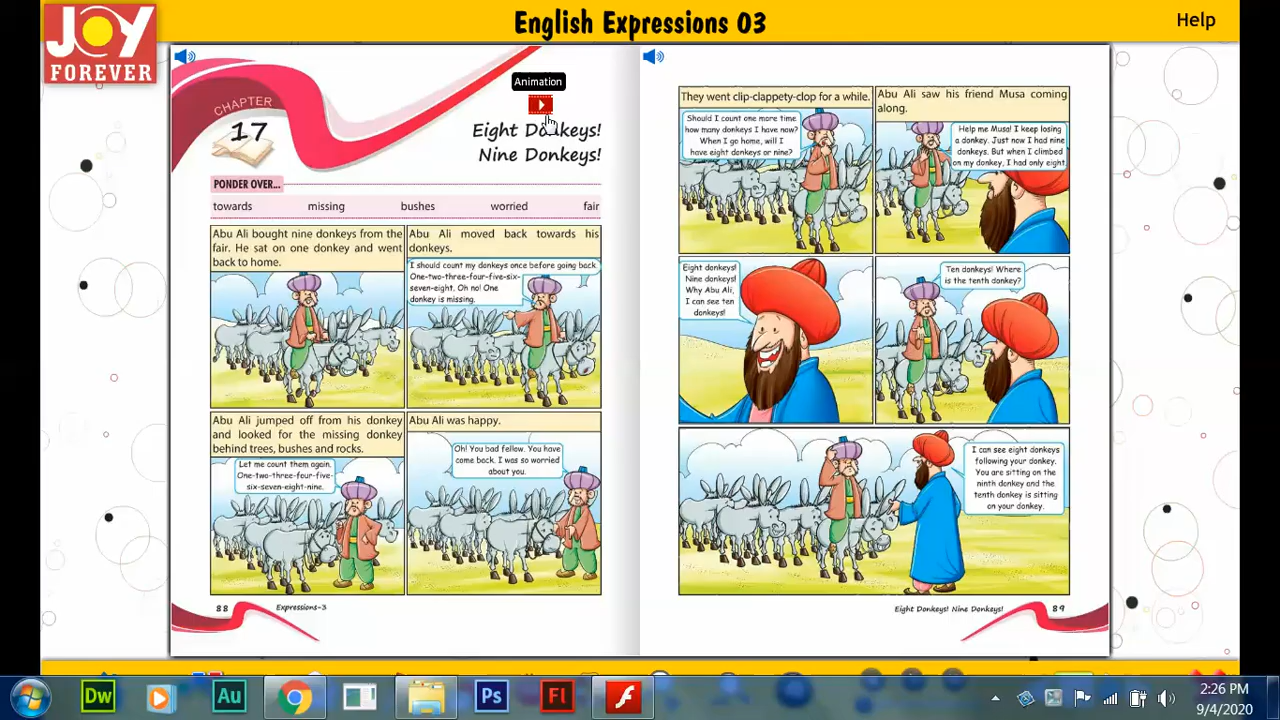 English Expressions 03
Help
JOY
FOREVER
CHAPTER
17
Animation
Eight Donkeys!
Nine Donkeys!
PONDER OVER...
towards missing bushes worried fair
Abu Ali bought nine donkeys from the
fair. He sat on one donkey and went
back to home.
Abu Ali moved back towards his
donkeys.
I should count my donkeys once before going back.
One-two-three-four-five-six-
seven-eight. Oh no! One
donkey is missing.
Abu Ali jumped off from his donkey
and looked for the missing donkey
behind trees, bushes and rocks.
Let me count them again.
One-two-three-four-five-
six-seven-eight-nine.
Abu Ali was happy.
Oh! You bad fellow. You have
come back. I was so worried
about you.
88 Expressions-3
They went clip-clappety-clop for a while.
Should I count one more time
how many donkeys I have now?
When I go home, will I
have eight donkeys or nine?
Abu Ali saw his friend Musa coming
along.
Help me Musa! I keep losing
a donkey. Just now I had nine
donkeys. But when I climbed
on my donkey, I had only eight.
Eight donkeys!
Nine donkeys!
Why Abu Ali,
I can see ten
donkeys!
Ten donkeys! Where
is the tenth donkey?
I can see eight donkeys
following your donkey.
You are sitting on the
ninth donkey and the
tenth donkey is sitting
on your donkey.
Eight Donkeys! Nine Donkeys! 89
Dw
Au
Ps
Fl
2:26 PM
9/4/2020